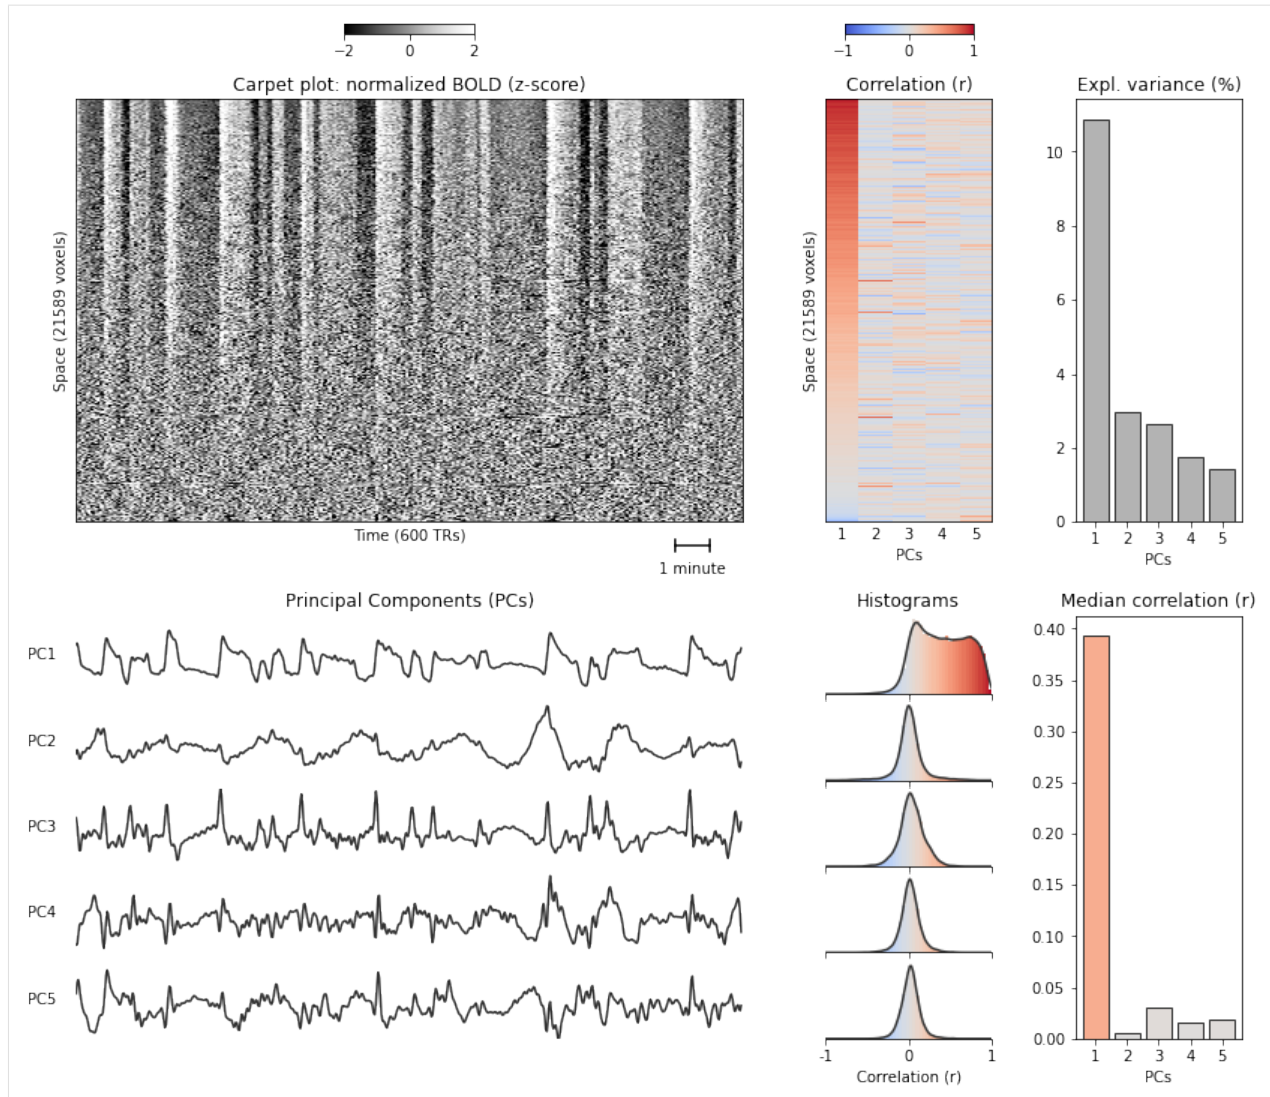 −2 0 2
−1 0 1
Carpet plot: normalized BOLD (z-score)
Space (21589 voxels)
Time (600 TRs)
1 minute
Correlation (r)
Space (21589 voxels)
1 2 3 4 5
PCs
Expl. variance (%)
10
8
6
4
2
0
1 2 3 4 5
PCs
Principal Components (PCs)
PC1
PC2
PC3
PC4
PC5
Histograms
-1 0 1
Correlation (r)
Median correlation (r)
0.40
0.35
0.30
0.25
0.20
0.15
0.10
0.05
0.00
1 2 3 4 5
PCs